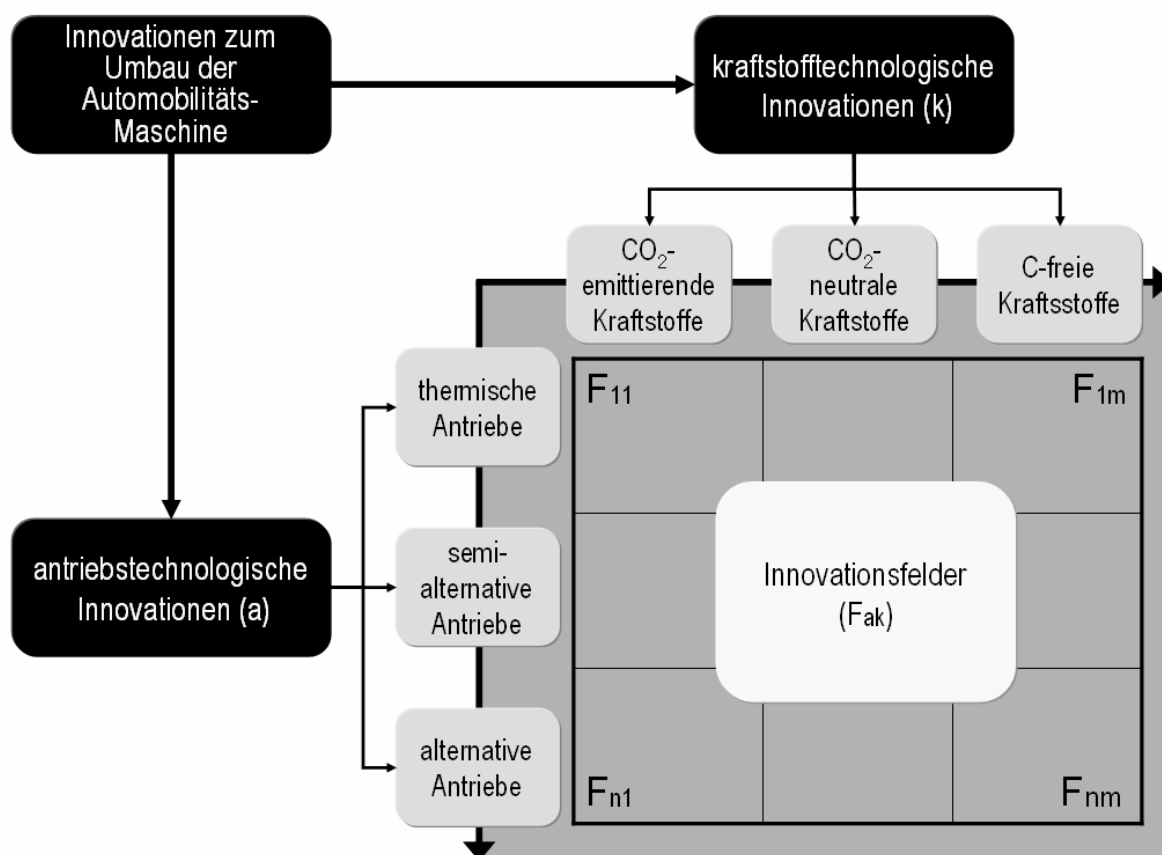 Innovationen zum
Umbau der
Automobilitäts-
Maschine
kraftstofftechnologische
Innovationen (k)
CO₂-
emittierende
Kraftstoffe
CO₂-
neutrale
Kraftstoffe
C-freie
Kraftsstoffe
thermische
Antriebe
F₁₁
F₁ₘ
antriebstechnologische
Innovationen (a)
semi-
alternative
Antriebe
Innovationsfelder
(Fak)
alternative
Antriebe
Fn1
Fnm